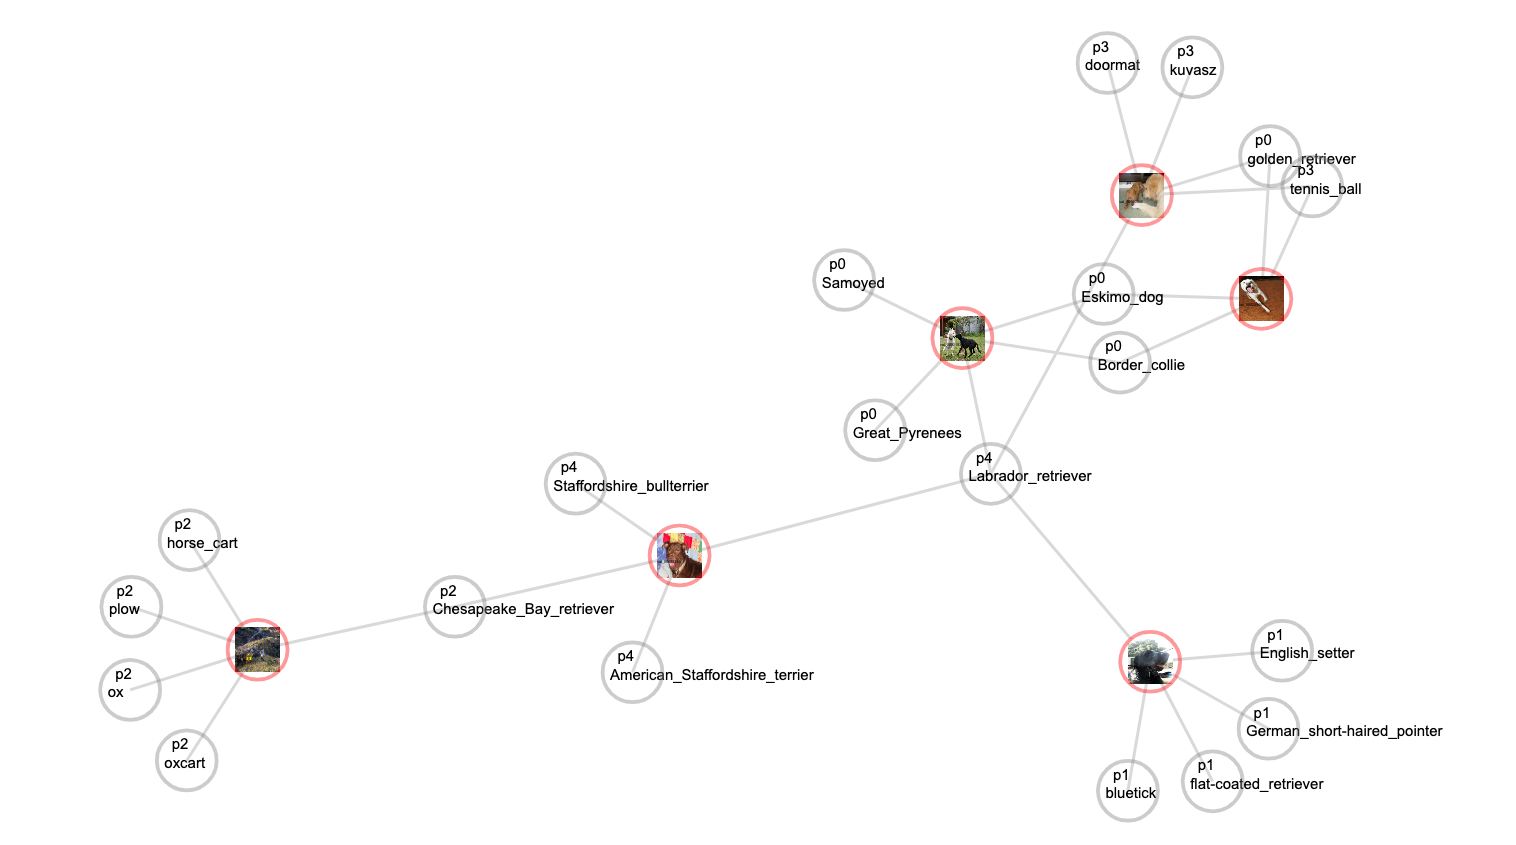 p3
doormat
p3
kuvasz
p0
golden_retriever
p3
tennis_ball
p0
Samoyed
p0
Eskimo_dog
p0
Border_collie
p0
Great_Pyrenees
p4
Labrador_retriever
p4
Staffordshire_bullterrier
p2
horse_cart
p2
plow
p2
Chesapeake_Bay_retriever
p2
ox
p4
American_Staffordshire_terrier
p2
oxcart
p1
English_setter
p1
German_short-haired_pointer
p1
flat-coated_retriever
p1
bluetick